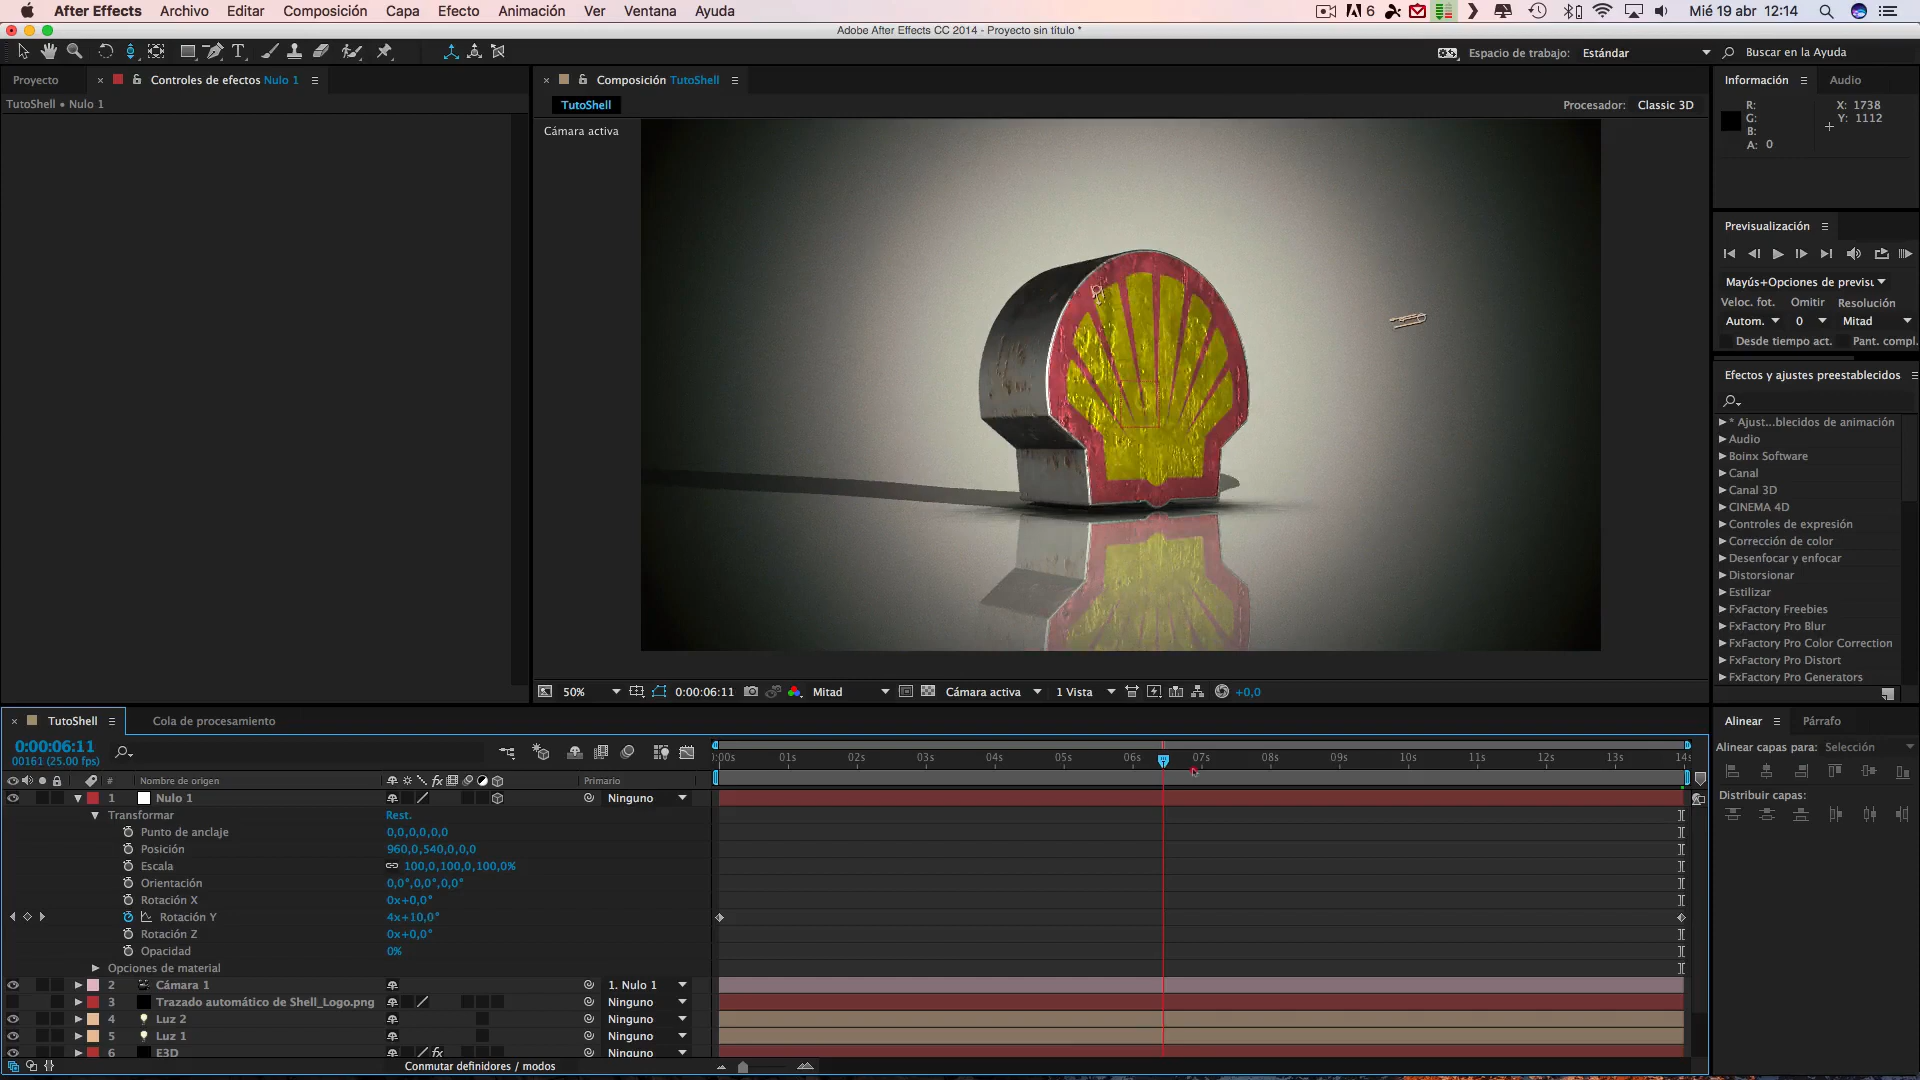 After Effects Archivo Editar Composición Capa Efecto Animación Ver Ventana Ayuda
6 Mié 19 abr 12:14
Adobe After Effects CC 2014 - Proyecto sin título *
T Espacio de trabajo: Estándar Buscar en la Ayuda
Proyecto × Controles de efectos Nulo 1
TutoShell • Nulo 1
× Composición TutoShell
TutoShell
Procesador: Classic 3D
Cámara activa
Información Audio
R:
G:
B:
A: 0
X: 1738
Y: 1112
Previsualización
Mayús+Opciones de previsu
Veloc. fot. Omitir Resolución
Autom. 0 Mitad
Desde tiempo act. Pant. compl.
Efectos y ajustes preestablecidos
* Ajust...blecidos de animación
Audio
Boinx Software
Canal
Canal 3D
CINEMA 4D
Controles de expresión
Corrección de color
Desenfocar y enfocar
Distorsionar
Estilizar
FxFactory Freebies
FxFactory Pro Blur
FxFactory Pro Color Correction
FxFactory Pro Distort
FxFactory Pro Generators
50% 0:00:06:11 Mitad Cámara activa 1 Vista +0,0
× TutoShell Cola de procesamiento
0:00:06:11
00161 (25.00 fps)
):00s 01s 02s 03s 04s 05s 06s 07s 08s 09s 10s 11s 12s 13s 14s
# Nombre de origen fx Primario
1 Nulo 1 Ninguno
Transformar Rest.
Punto de anclaje 0,0,0,0,0,0
Posición 960,0,540,0,0,0
Escala 100,0,100,0,100,0%
Orientación 0,0°,0,0°,0,0°
Rotación X 0x+0,0°
Rotación Y 4x+10,0°
Rotación Z 0x+0,0°
Opacidad 0%
Opciones de material
2 Cámara 1 1. Nulo 1
3 Trazado automático de Shell_Logo.png Ninguno
4 Luz 2 Ninguno
5 Luz 1 Ninguno
6 E3D fx Ninguno
Conmutar definidores / modos
Alinear Párrafo
Alinear capas para: Selección
Distribuir capas: